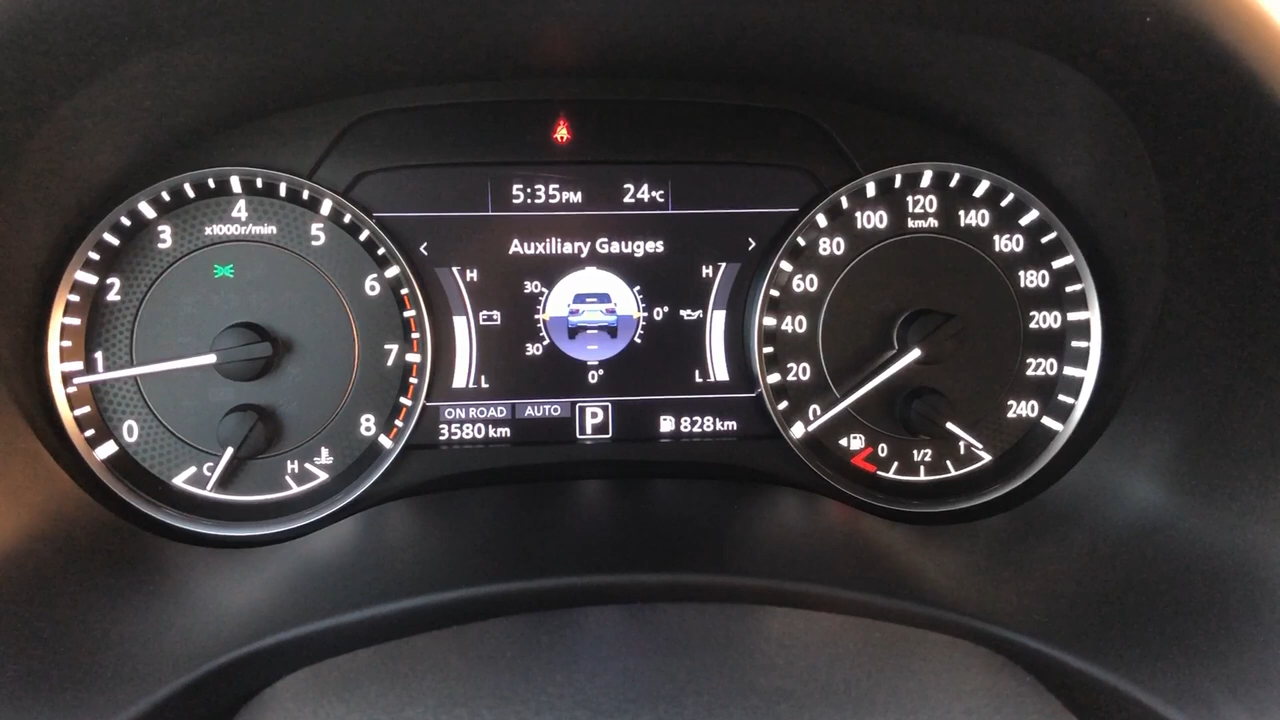 5:35PM 24°C
< Auxiliary Gauges >
H 30 0° H
L 30 0° L
ON ROAD AUTO
3580 km P 828km
0 1 2 3 4 5 6 7 8
x1000r/min
C H
0 20 40 60 80 100 120 140 160 180 200 220 240
km/h
0 1/2 1